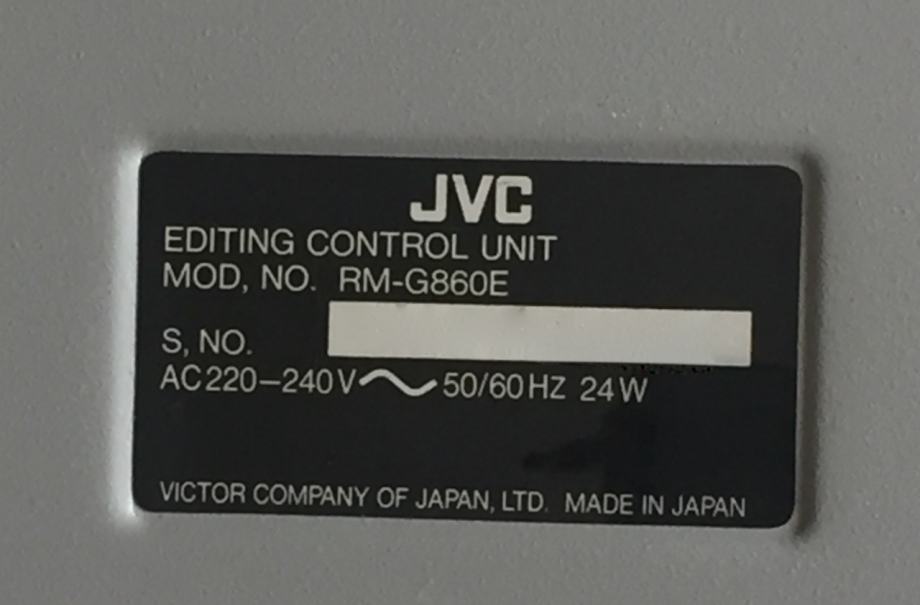 JVC
EDITING CONTROL UNIT
MOD, NO. RM-G860E
S, NO.
AC220-240V 50/60HZ 24W
VICTOR COMPANY OF JAPAN, LTD. MADE IN JAPAN